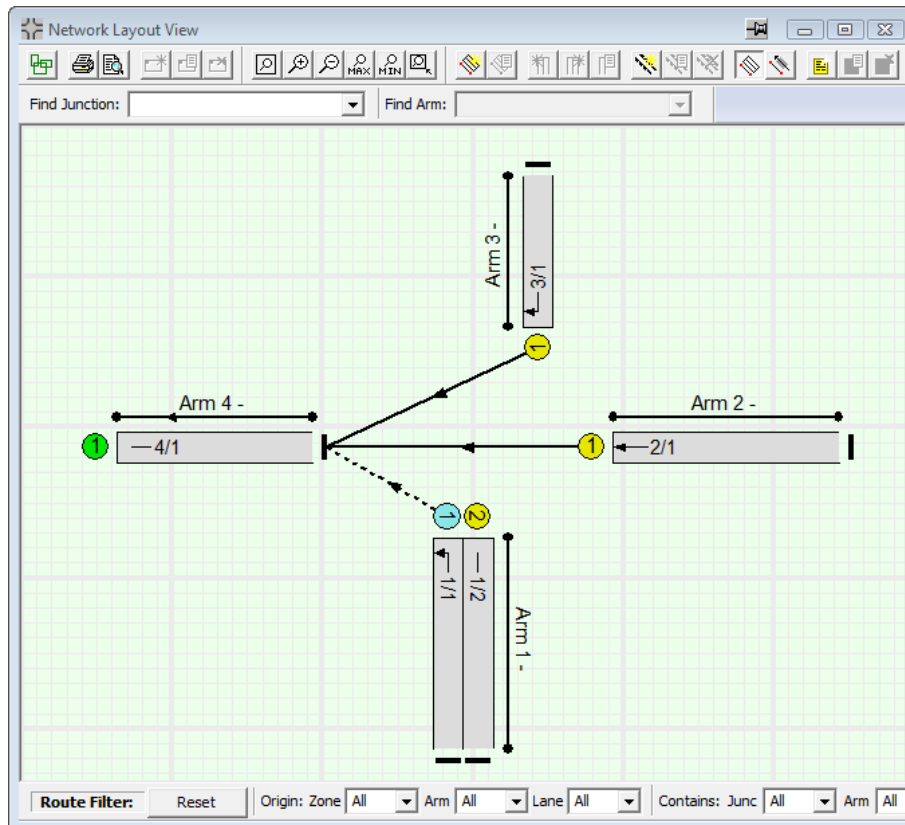 Network Layout View
MAX MIN
Find Junction: Find Arm:
Arm 3 -
3/1
1
Arm 4 -
Arm 2 -
1
4/1
1
2/1
1
2
1/1
1/2
Arm 1 -
Route Filter: Reset Origin: Zone All Arm All Lane All Contains: Junc All Arm All